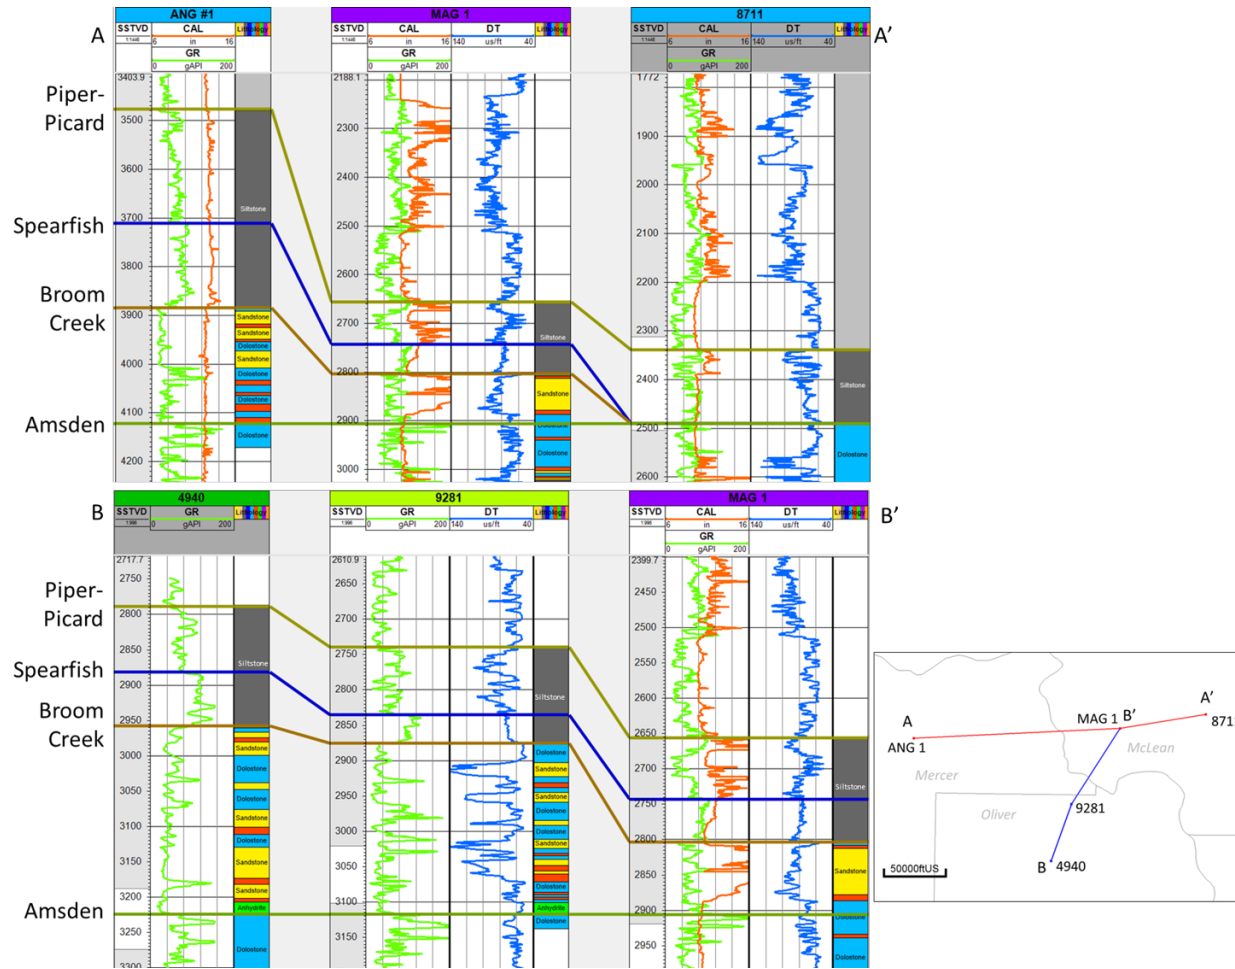 A
ANG #1
MAG 1
8711
A’
SSTVD
CAL
Lithology
SSTVD
CAL
DT
Lithology
SSTVD
CAL
DT
Lithology
6 in 16
6 in 16
140 us/ft 40
6 in 16
140 us/ft 40
GR
GR
GR
0 gAPI 200
0 gAPI 200
0 gAPI 200
3403.9
2188.1
1772
Piper-
Picard
Spearfish
Broom
Creek
Amsden
3500
3600
3700
3800
3900
4000
4100
4200
Siltstone
Sandstone
Sandstone
Dolostone
Sandstone
Dolostone
Dolostone
Dolostone
2300
2400
2500
2600
2700
2800
2900
3000
Siltstone
Sandstone
Dolostone
Dolostone
1900
2000
2100
2200
2300
2400
2500
2600
Siltstone
Dolostone
B
4940
9281
MAG 1
B’
SSTVD
GR
Lithology
SSTVD
GR
DT
Lithology
SSTVD
CAL
DT
Lithology
0 gAPI 200
0 gAPI 200
140 us/ft 40
6 in 16
140 us/ft 40
GR
0 gAPI 200
2717.7
2610.9
2399.7
Piper-
Picard
Spearfish
Broom
Creek
Amsden
2750
2800
2850
2900
2950
3000
3050
3100
3150
3200
3250
3300
Siltstone
Sandstone
Dolostone
Dolostone
Sandstone
Dolostone
Sandstone
Sandstone
Anhydrite
Dolostone
2650
2700
2750
2800
2850
2900
2950
3000
3050
3100
3150
Siltstone
Dolostone
Sandstone
Sandstone
Dolostone
Dolostone
Sandstone
Dolostone
Dolostone
2450
2500
2550
2600
2650
2700
2750
2800
2850
2900
2950
Siltstone
Sandstone
Dolostone
Dolostone
A
ANG 1
MAG 1
B’
A’
8711
McLean
Mercer
Oliver
9281
B
4940
50000ftUS